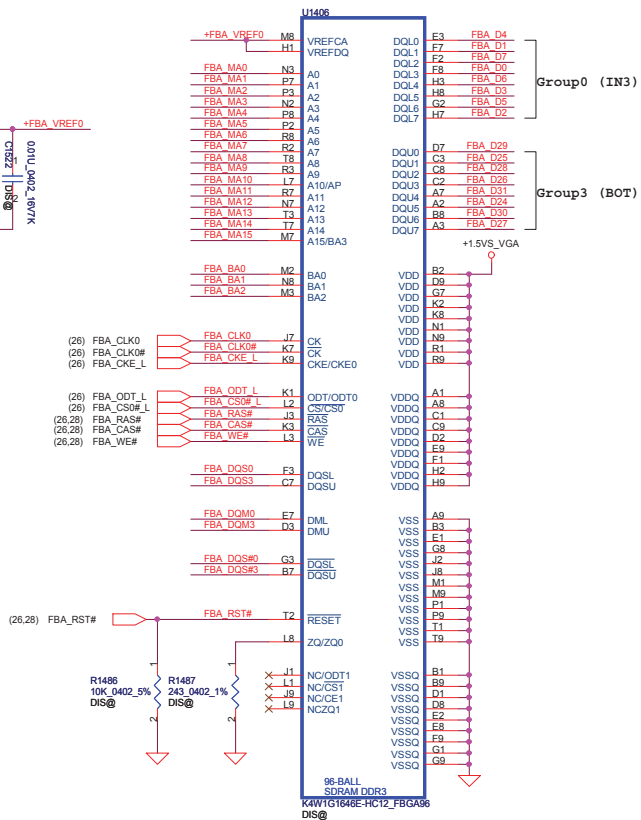 U1406
+FBA_VREF0 M8 VREFCA DQL0 E3 FBA_D4
H1 VREFDQ DQL1 F7 FBA_D1
DQL2 F2 FBA_D7
FBA_MA0 N3 A0 DQL3 F8 FBA_D0
FBA_MA1 P7 A1 DQL4 H3 FBA_D6
FBA_MA2 P3 A2 DQL5 H8 FBA_D3
FBA_MA3 N2 A3 DQL6 G2 FBA_D5
FBA_MA4 P8 A4 DQL7 H7 FBA_D2
Group0 (IN3)
FBA_MA5 P2 A5
FBA_MA6 R8 A6
FBA_MA7 R2 A7 DQU0 D7 FBA_D29
FBA_MA8 T8 A8 DQU1 C3 FBA_D25
FBA_MA9 R3 A9 DQU2 C8 FBA_D28
FBA_MA10 L7 A10/AP DQU3 C2 FBA_D26
FBA_MA11 R7 A11 DQU4 A7 FBA_D31
FBA_MA12 N7 A12 DQU5 A2 FBA_D24
FBA_MA13 T3 A13 DQU6 B8 FBA_D30
FBA_MA14 T7 A14 DQU7 A3 FBA_D27
FBA_MA15 M7 A15/BA3
Group3 (BOT)
+FBA_VREF0
C1522
0.01U_0402_16V7K
DIS@
1
2
+1.5VS_VGA
FBA_BA0 M2 BA0 VDD B2
FBA_BA1 N8 BA1 VDD D9
FBA_BA2 M3 BA2 VDD G7
VDD K2
VDD K8
VDD N1
(26) FBA_CLK0 FBA_CLK0 J7 CK VDD N9
(26) FBA_CLK0# FBA_CLK0# K7 CK VDD R1
(26) FBA_CKE_L FBA_CKE_L K9 CKE/CKE0 VDD R9
(26) FBA_ODT_L FBA_ODT_L K1 ODT/ODT0 VDDQ A1
(26) FBA_CS0#_L FBA_CS0#_L L2 CS/CS0 VDDQ A8
(26,28) FBA_RAS# FBA_RAS# J3 RAS VDDQ C1
(26,28) FBA_CAS# FBA_CAS# K3 CAS VDDQ C9
(26,28) FBA_WE# FBA_WE# L3 WE VDDQ D2
VDDQ E9
VDDQ F1
FBA_DQS0 F3 DQSL VDDQ H2
FBA_DQS3 C7 DQSU VDDQ H9
FBA_DQM0 E7 DML VSS A9
FBA_DQM3 D3 DMU VSS B3
VSS E1
VSS G8
FBA_DQS#0 G3 DQSL VSS J2
FBA_DQS#3 B7 DQSU VSS J8
VSS M1
VSS M9
VSS P1
(26,28) FBA_RST# FBA_RST# T2 RESET VSS P9
VSS T1
L8 ZQ/ZQ0 VSS T9
J1 NC/ODT1 VSSQ B1
L1 NC/CS1 VSSQ B9
J9 NC/CE1 VSSQ D1
L9 NCZQ1 VSSQ D8
VSSQ E2
VSSQ E8
VSSQ F9
VSSQ G1
VSSQ G9
1 1
R1486 R1487
10K_0402_5% 243_0402_1%
DIS@ DIS@
2 2
96-BALL
SDRAM DDR3
K4W1G1646E-HC12_FBGA96
DIS@